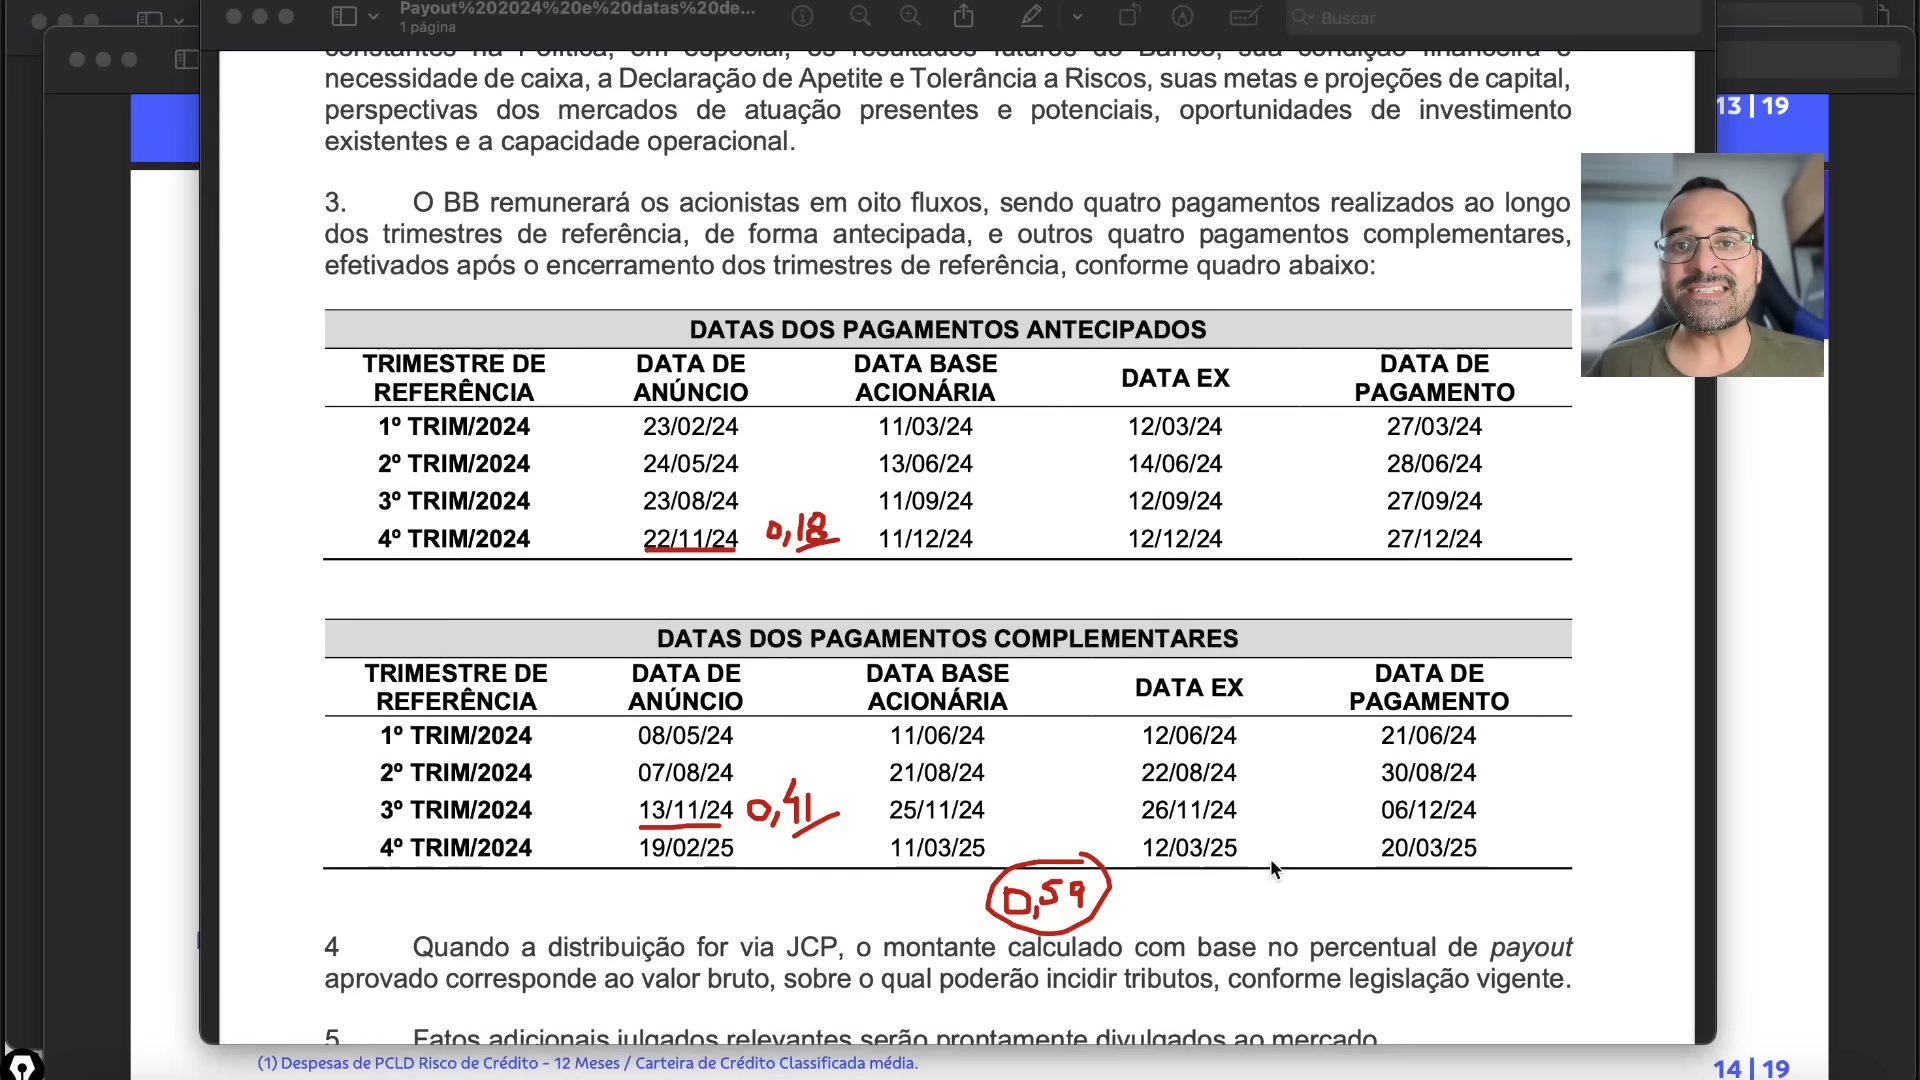 Payout%202024%20e%20datas%20de...
1 página
Buscar
13 | 19
constantes na Política, em especial, os resultados futuros do Banco, sua condição financeira e
necessidade de caixa, a Declaração de Apetite e Tolerância a Riscos, suas metas e projeções de capital,
perspectivas dos mercados de atuação presentes e potenciais, oportunidades de investimento
existentes e a capacidade operacional.
3. O BB remunerará os acionistas em oito fluxos, sendo quatro pagamentos realizados ao longo
dos trimestres de referência, de forma antecipada, e outros quatro pagamentos complementares,
efetivados após o encerramento dos trimestres de referência, conforme quadro abaixo:
DATAS DOS PAGAMENTOS ANTECIPADOS
TRIMESTRE DE REFERÊNCIA DATA DE ANÚNCIO DATA BASE ACIONÁRIA DATA EX DATA DE PAGAMENTO
1º TRIM/2024 23/02/24 11/03/24 12/03/24 27/03/24
2º TRIM/2024 24/05/24 13/06/24 14/06/24 28/06/24
3º TRIM/2024 23/08/24 11/09/24 12/09/24 27/09/24
4º TRIM/2024 22/11/24 0,18 11/12/24 12/12/24 27/12/24
DATAS DOS PAGAMENTOS COMPLEMENTARES
TRIMESTRE DE REFERÊNCIA DATA DE ANÚNCIO DATA BASE ACIONÁRIA DATA EX DATA DE PAGAMENTO
1º TRIM/2024 08/05/24 11/06/24 12/06/24 21/06/24
2º TRIM/2024 07/08/24 21/08/24 22/08/24 30/08/24
3º TRIM/2024 13/11/24 0,41 25/11/24 26/11/24 06/12/24
4º TRIM/2024 19/02/25 11/03/25 12/03/25 20/03/25
0,59
4 Quando a distribuição for via JCP, o montante calculado com base no percentual de payout
aprovado corresponde ao valor bruto, sobre o qual poderão incidir tributos, conforme legislação vigente.
5 Fatos adicionais julgados relevantes serão prontamente divulgados ao mercado
(1) Despesas de PCLD Risco de Crédito - 12 Meses / Carteira de Crédito Classificada média.
14 | 19